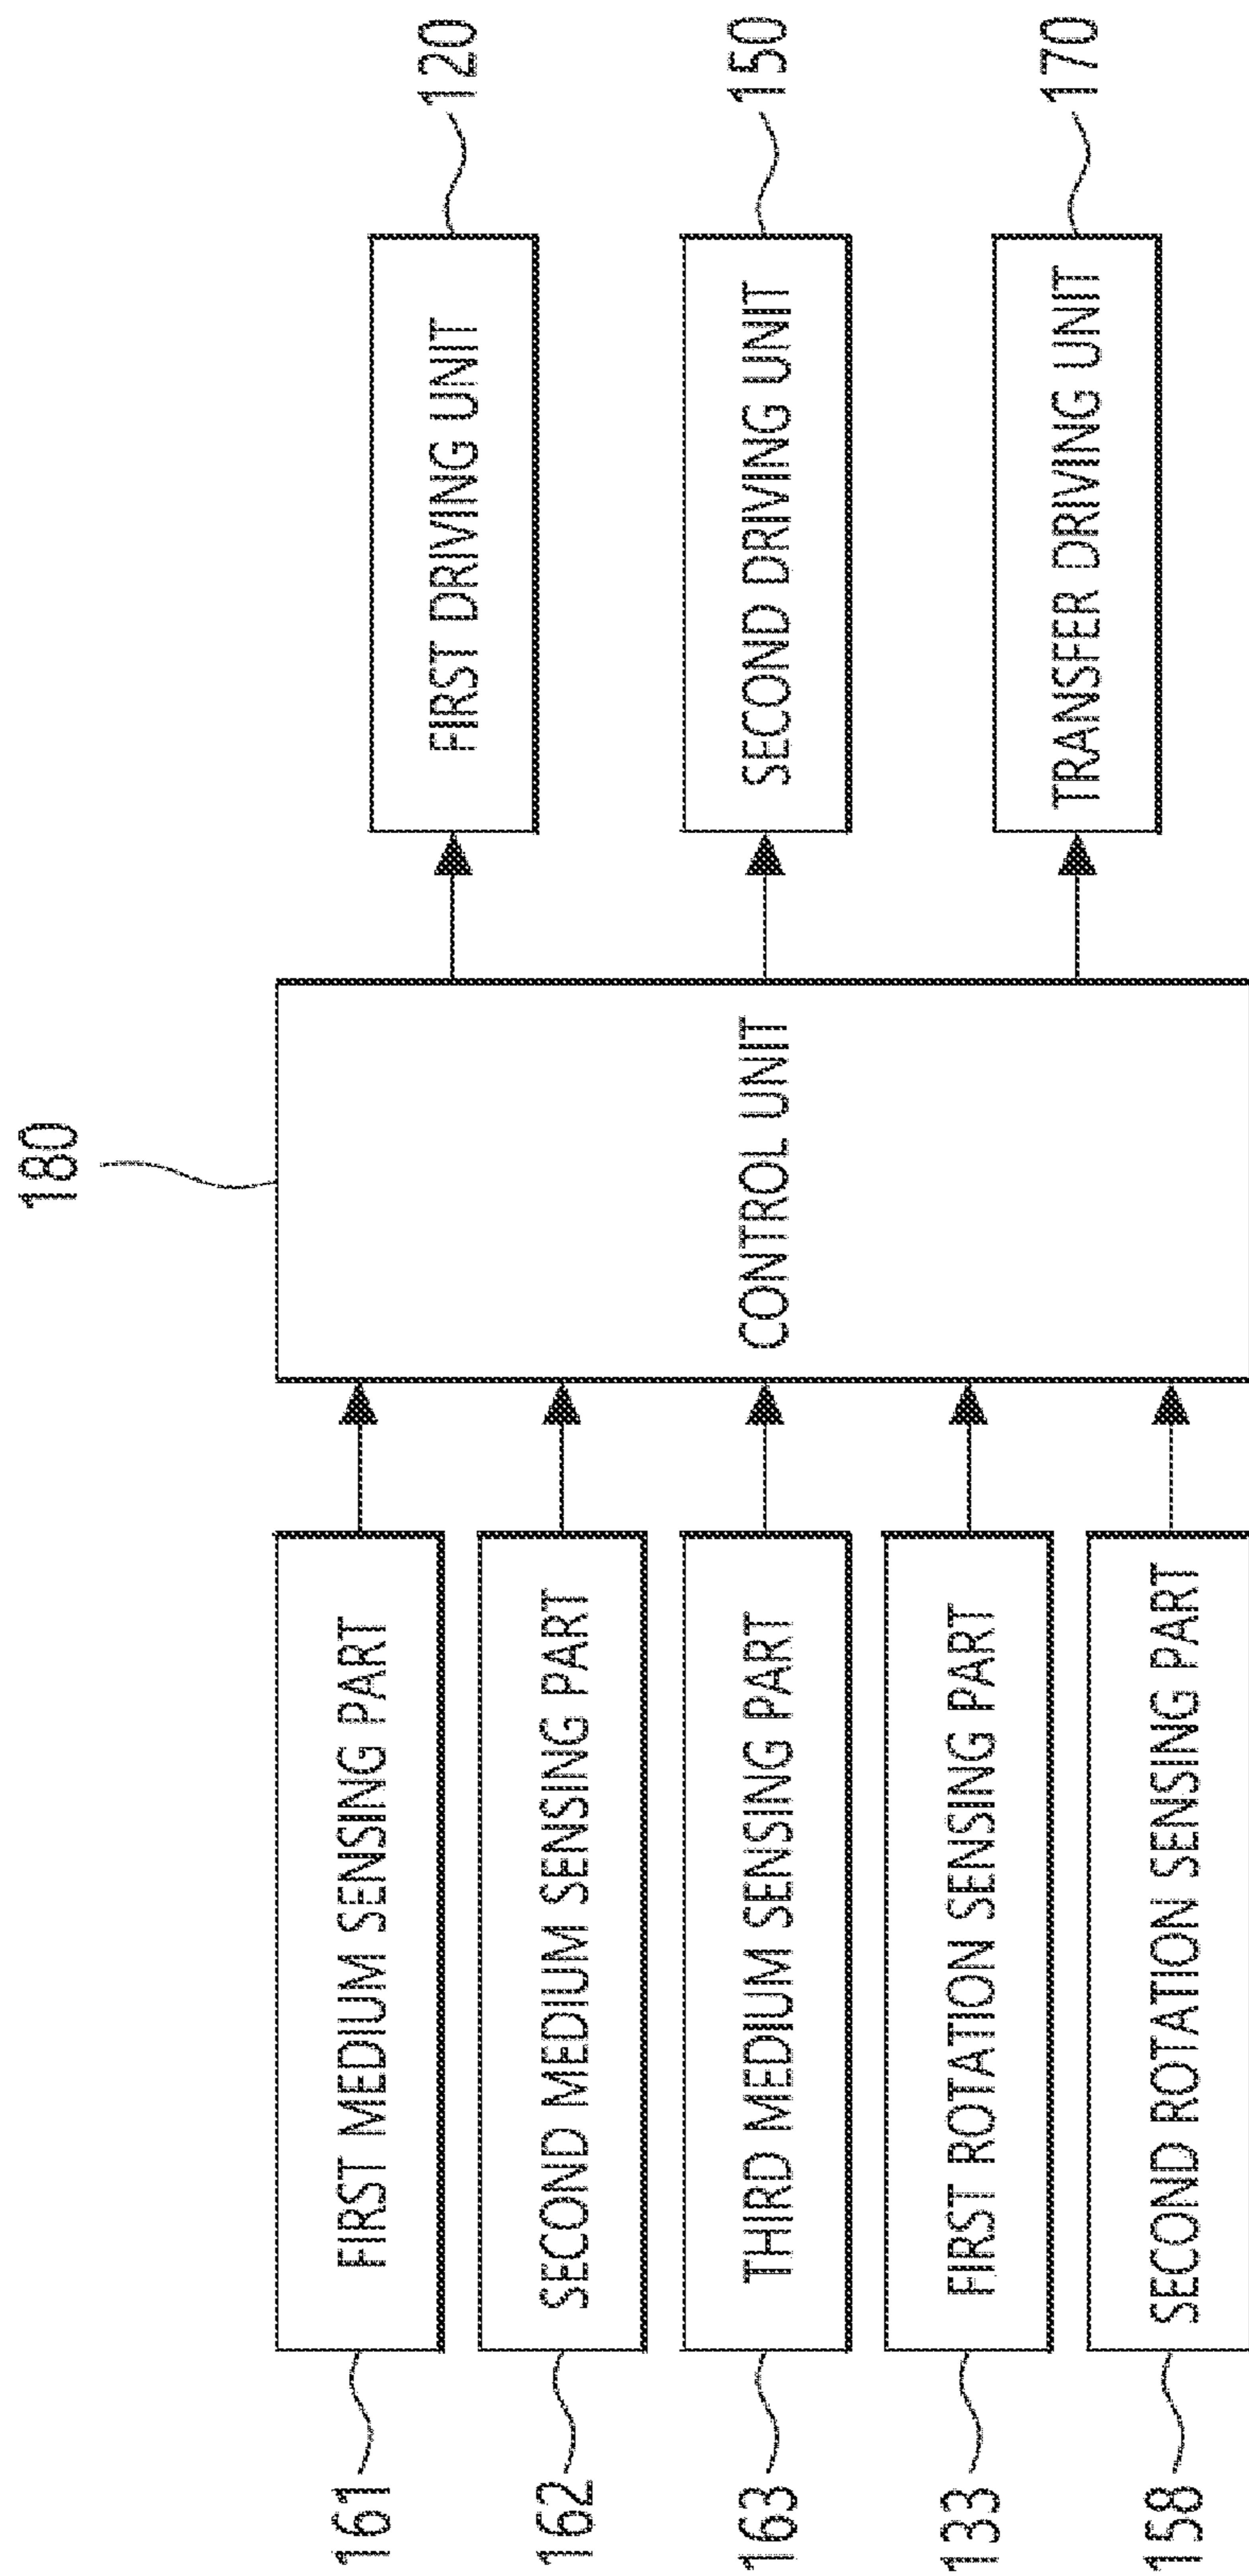 180
161
FIRST MEDIUM SENSING PART
162
SECOND MEDIUM SENSING PART
163
THIRD MEDIUM SENSING PART
133
FIRST ROTATION SENSING PART
158
SECOND ROTATION SENSING PART
CONTROL UNIT
FIRST DRIVING UNIT
120
SECOND DRIVING UNIT
150
TRANSFER DRIVING UNIT
170